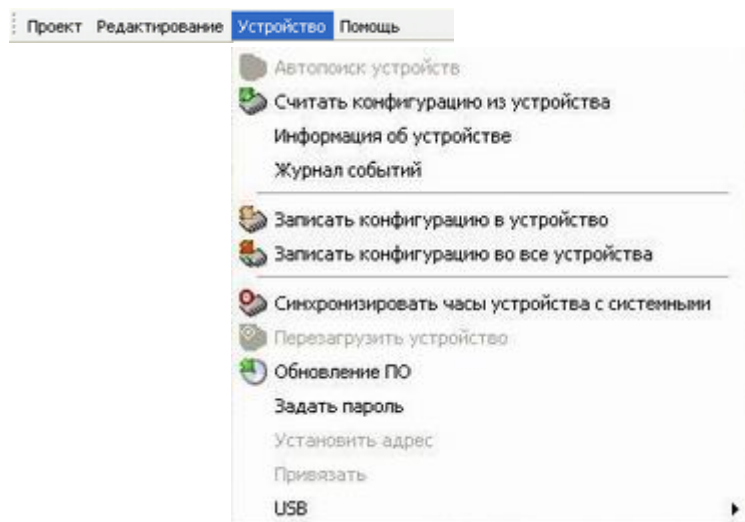 Проект Редактирование Устройство Помощь
Автопоиск устройств
Считать конфигурацию из устройства
Информация об устройстве
Журнал событий
Записать конфигурацию в устройство
Записать конфигурацию во все устройства
Синхронизировать часы устройства с системными
Перезагрузить устройство
Обновление ПО
Задать пароль
Установить адрес
Привязать
USB